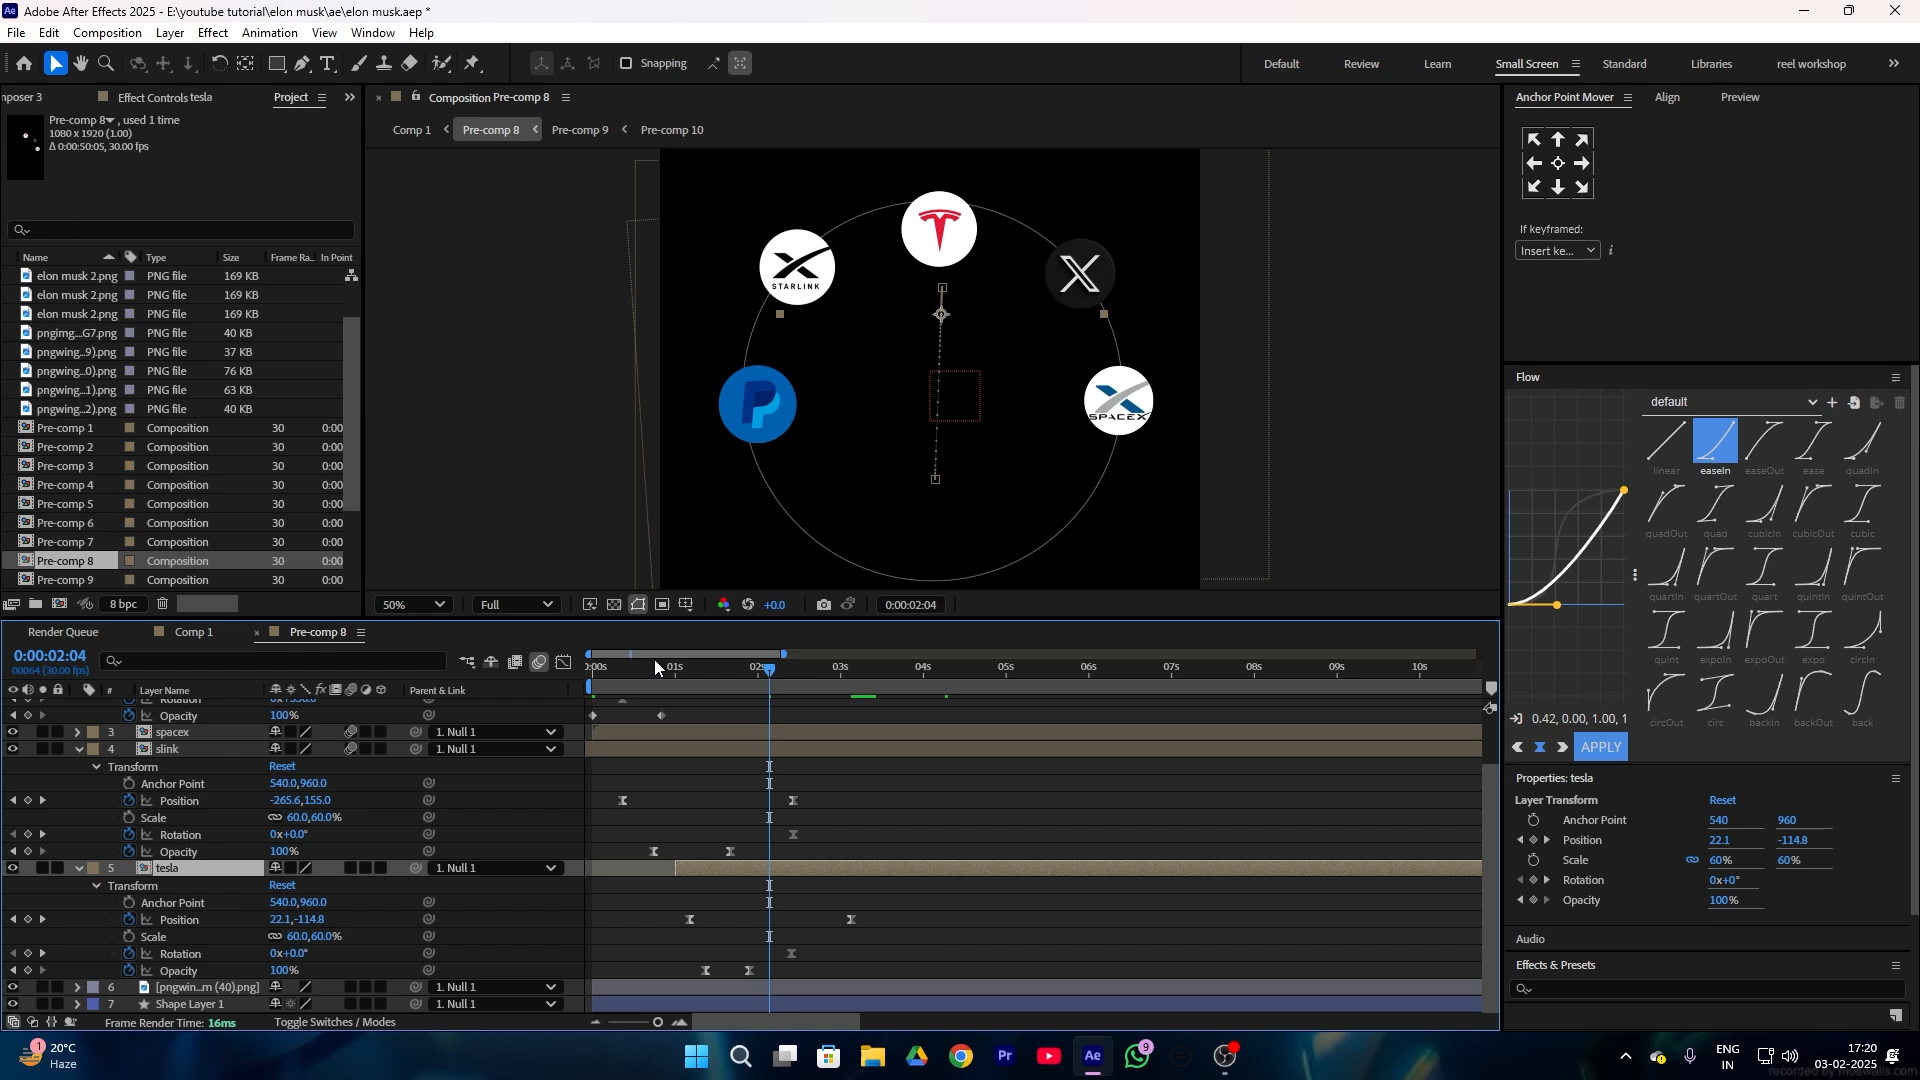 Adobe After Effects 2025 - E:\youtube tutorial\elon musk\ae\elon musk.aep *
File Edit Composition Layer Effect Animation View Window Help
Snapping Default Review Learn Small Screen Standard Libraries reel workshop
mposer 3 Effect Controls tesla Project
Composition Pre-comp 8
Anchor Point Mover Align Preview
Pre-comp 8, used 1 time
1080 x 1920 (1.00)
Δ 0:00:50:05, 30.00 fps
Comp 1 Pre-comp 8 Pre-comp 9 Pre-comp 10
If keyframed:
Insert ke...
Name Type Size Frame Ra... In Point
elon musk 2.png PNG file 169 KB
elon musk 2.png PNG file 169 KB
elon musk 2.png PNG file 169 KB
pngimg...G7.png PNG file 40 KB
pngwing...9).png PNG file 37 KB
pngwing...0).png PNG file 76 KB
pngwing...1).png PNG file 63 KB
pngwing...2).png PNG file 40 KB
Pre-comp 1 Composition 30 0:00
Pre-comp 2 Composition 30 0:00
Pre-comp 3 Composition 30 0:00
Pre-comp 4 Composition 30 0:00
Pre-comp 5 Composition 30 0:00
Pre-comp 6 Composition 30 0:00
Pre-comp 7 Composition 30 0:00
Pre-comp 8 Composition 30 0:00
Pre-comp 9 Composition 30 0:00
8 bpc
STARLINK
SPACEX
50% Full +0.0 0:00:02:04
Flow
default
linear easeIn easeOut ease quadIn
quadOut quad cubicIn cubicOut cubic
quartIn quartOut quart quintIn quintOut
quint expoIn expoOut expo circIn
circOut circ backIn backOut back
0.42, 0.00, 1.00, 1
APPLY
Render Queue Comp 1 Pre-comp 8
0:00:02:04
00064 (30.00 fps)
0:00s 01s 02s 03s 04s 05s 06s 07s 08s 09s 10s
# Layer Name Parent & Link
Opacity 100%
3 spacex 1. Null 1
4 slink 1. Null 1
Transform Reset
Anchor Point 540.0,960.0
Position -265.6,155.0
Scale 60.0,60.0%
Rotation 0x+0.0°
Opacity 100%
5 tesla 1. Null 1
Transform Reset
Anchor Point 540.0,960.0
Position 22.1,-114.8
Scale 60.0,60.0%
Rotation 0x+0.0°
Opacity 100%
6 [pngwin...m (40).png] 1. Null 1
7 Shape Layer 1 1. Null 1
Frame Render Time: 16ms Toggle Switches / Modes
Properties: tesla
Layer Transform Reset
Anchor Point 540 960
Position 22.1 -114.8
Scale 60% 60%
Rotation 0x+0°
Opacity 100%
Audio
Effects & Presets
1
20°C
Haze
Pr Ae 9
ENG
IN
17:20
03-02-2025